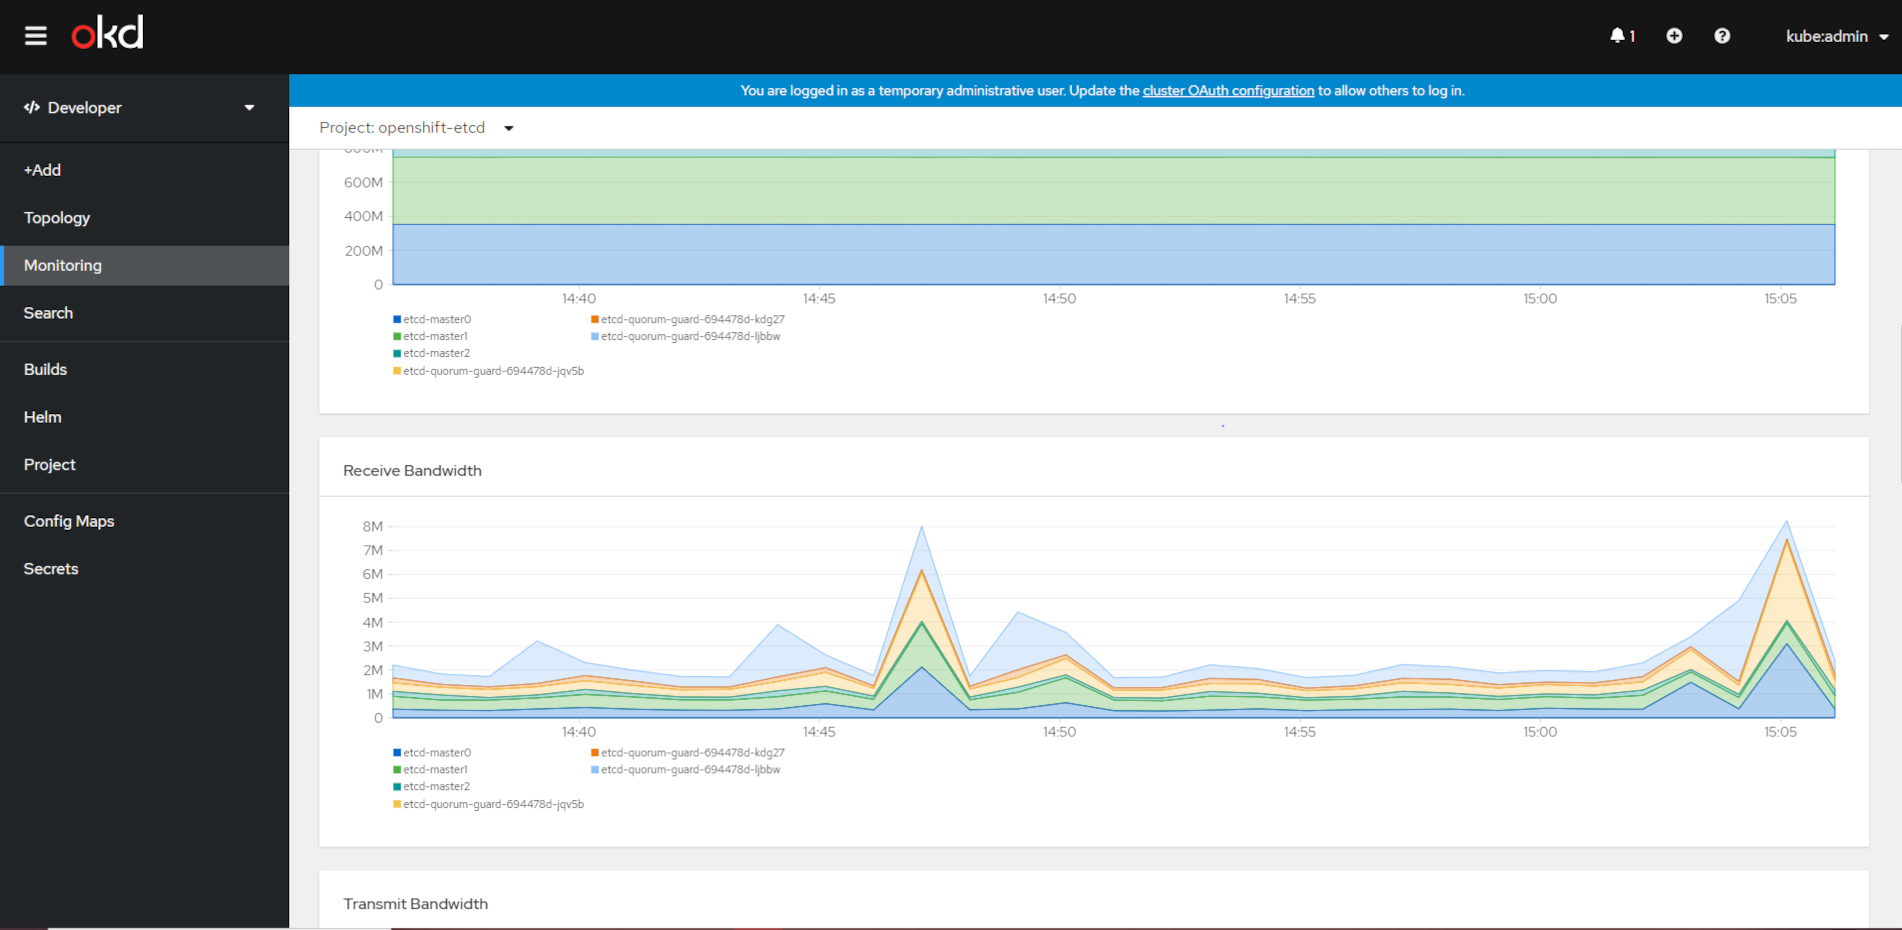 okd
1
kube:admin
Developer
You are logged in as a temporary administrative user. Update the cluster OAuth configuration to allow others to log in.
Project: openshift-etcd
+Add
Topology
Monitoring
Search
Builds
Helm
Project
Config Maps
Secrets
800M
600M
400M
200M
0
14:40 14:45 14:50 14:55 15:00 15:05
etcd-master0 etcd-quorum-guard-694478d-kdg27
etcd-master1 etcd-quorum-guard-694478d-ljbbw
etcd-master2
etcd-quorum-guard-694478d-jqv5b
Receive Bandwidth
8M
7M
6M
5M
4M
3M
2M
1M
0
14:40 14:45 14:50 14:55 15:00 15:05
etcd-master0 etcd-quorum-guard-694478d-kdg27
etcd-master1 etcd-quorum-guard-694478d-ljbbw
etcd-master2
etcd-quorum-guard-694478d-jqv5b
Transmit Bandwidth